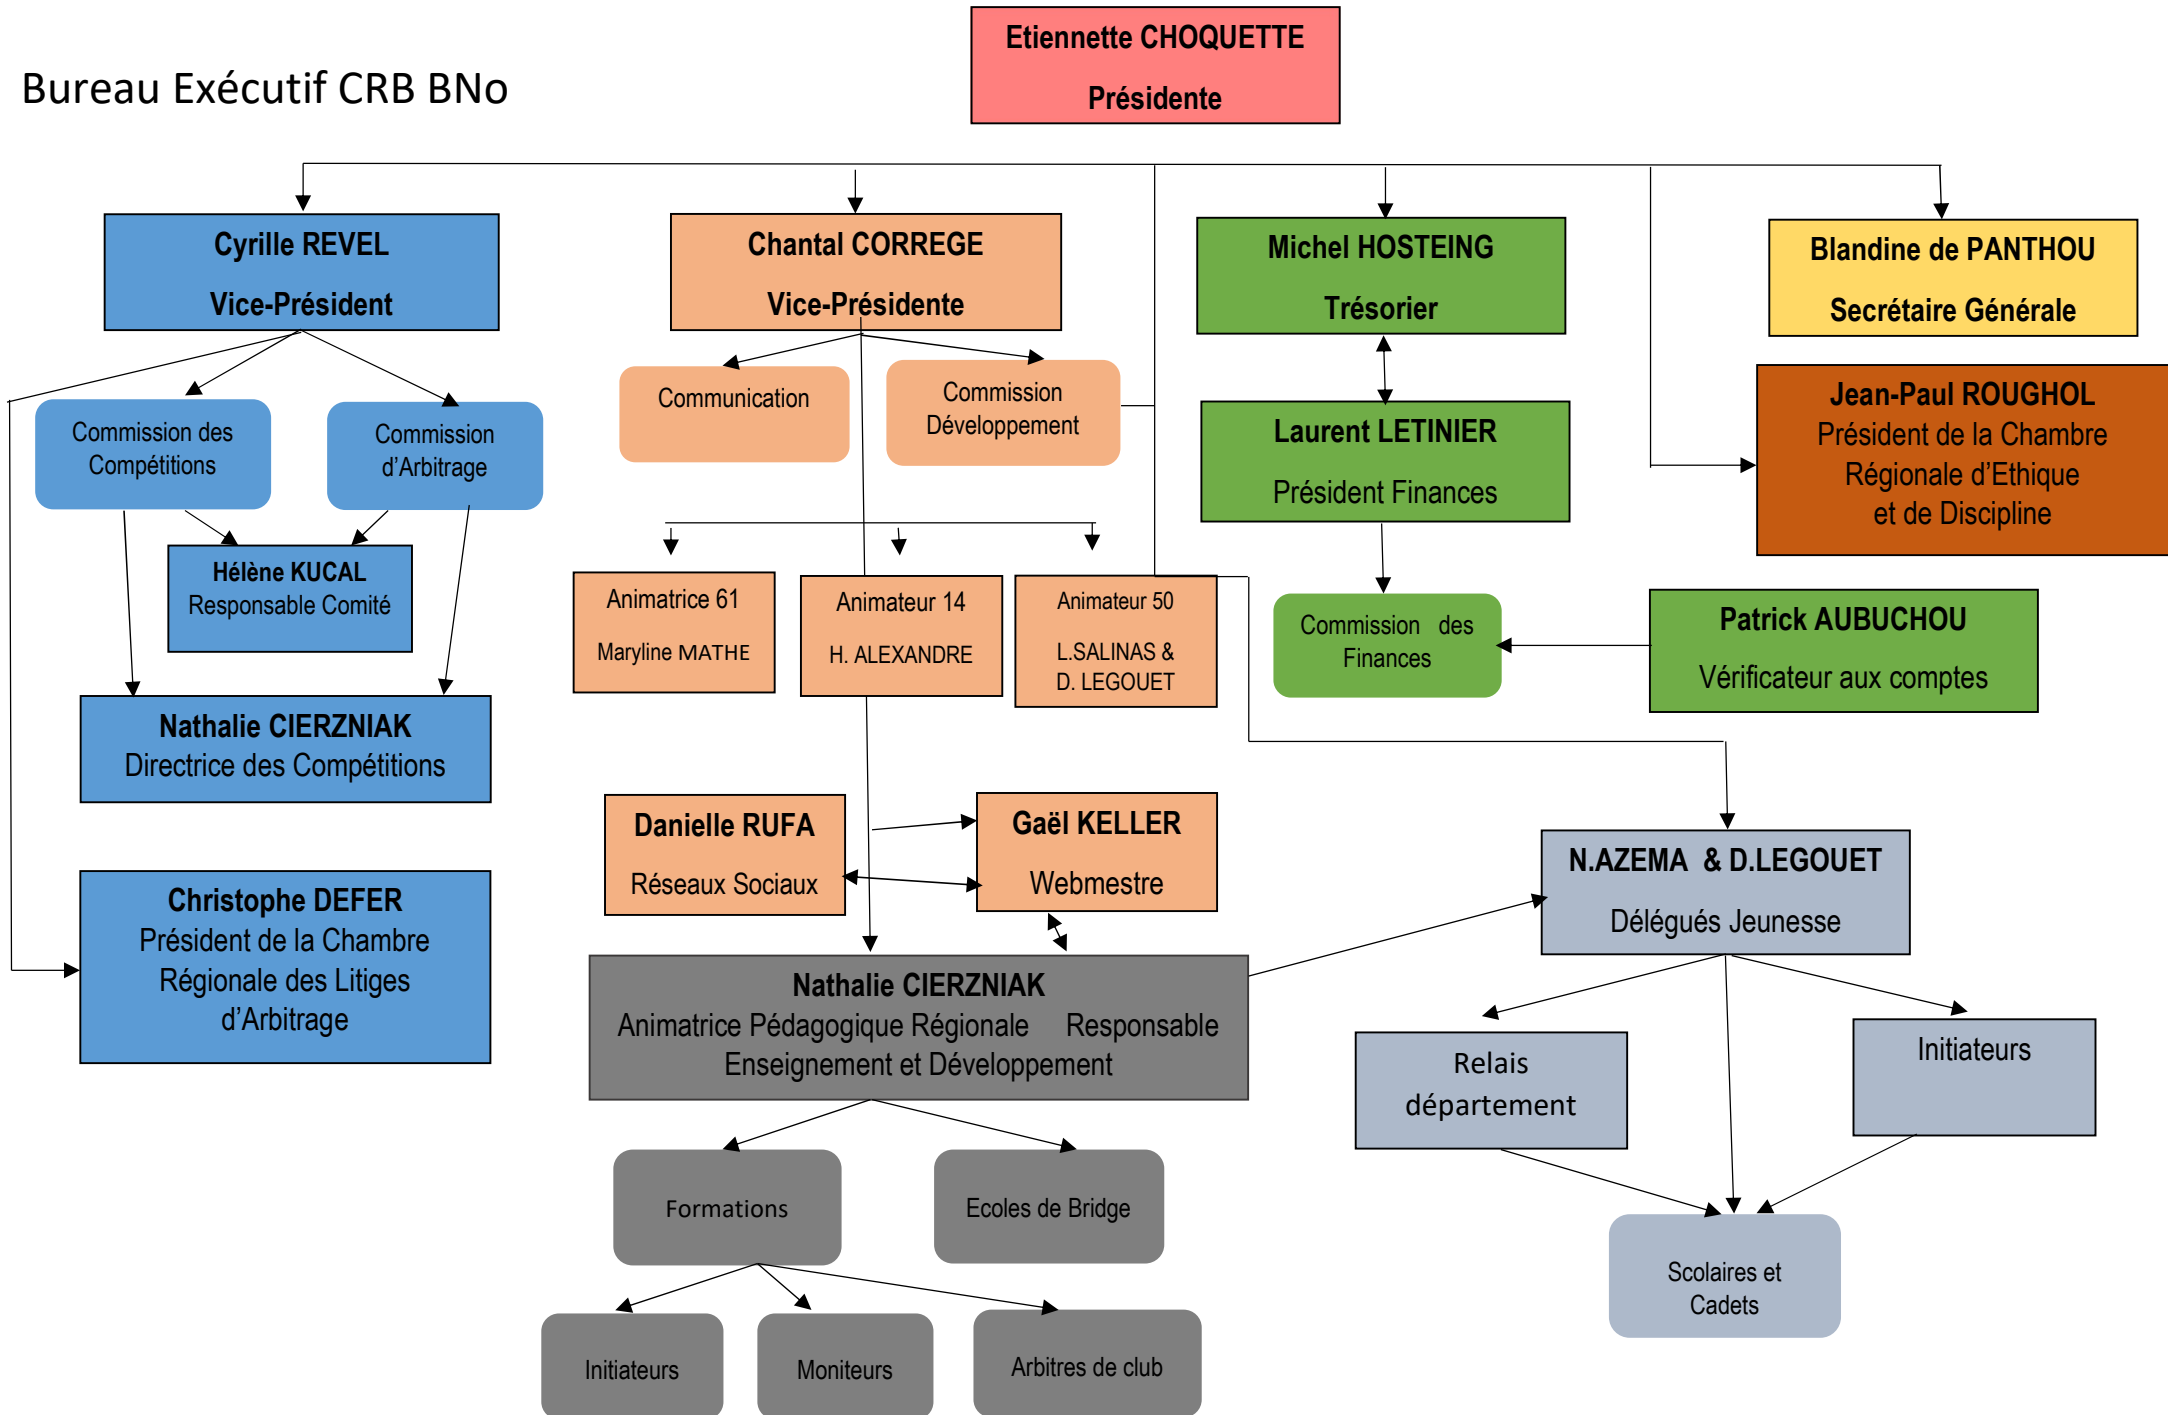 Etiennette CHOQUETTE
Présidente
Bureau Exécutif CRB BNo
Cyrille REVEL
Vice-Président
Chantal CORREGE
Vice-Présidente
Michel HOSTEING
Trésorier
Blandine de PANTHOU
Secrétaire Générale
Commission des
Compétitions
Commission
d'Arbitrage
Communication
Commission
Développement
Laurent LETINIER
Président Finances
Jean-Paul ROUGHOL
Président de la Chambre
Régionale d'Ethique
et de Discipline
Hélène KUCAL
Responsable Comité
Animatrice 61
Maryline MATHE
Animateur 14
H. ALEXANDRE
Animateur 50
L.SALINAS &
D. LEGOUET
Commission des
Finances
Patrick AUBUCHOU
Vérificateur aux comptes
Nathalie CIERZNIAK
Directrice des Compétitions
Danielle RUFA
Réseaux Sociaux
Gaël KELLER
Webmestre
N.AZEMA & D.LEGOUET
Délégués Jeunesse
Christophe DEFER
Président de la Chambre
Régionale des Litiges
d'Arbitrage
Nathalie CIERZNIAK
Animatrice Pédagogique Régionale Responsable
Enseignement et Développement
Relais
département
Initiateurs
Formations
Ecoles de Bridge
Scolaires et
Cadets
Initiateurs
Moniteurs
Arbitres de club